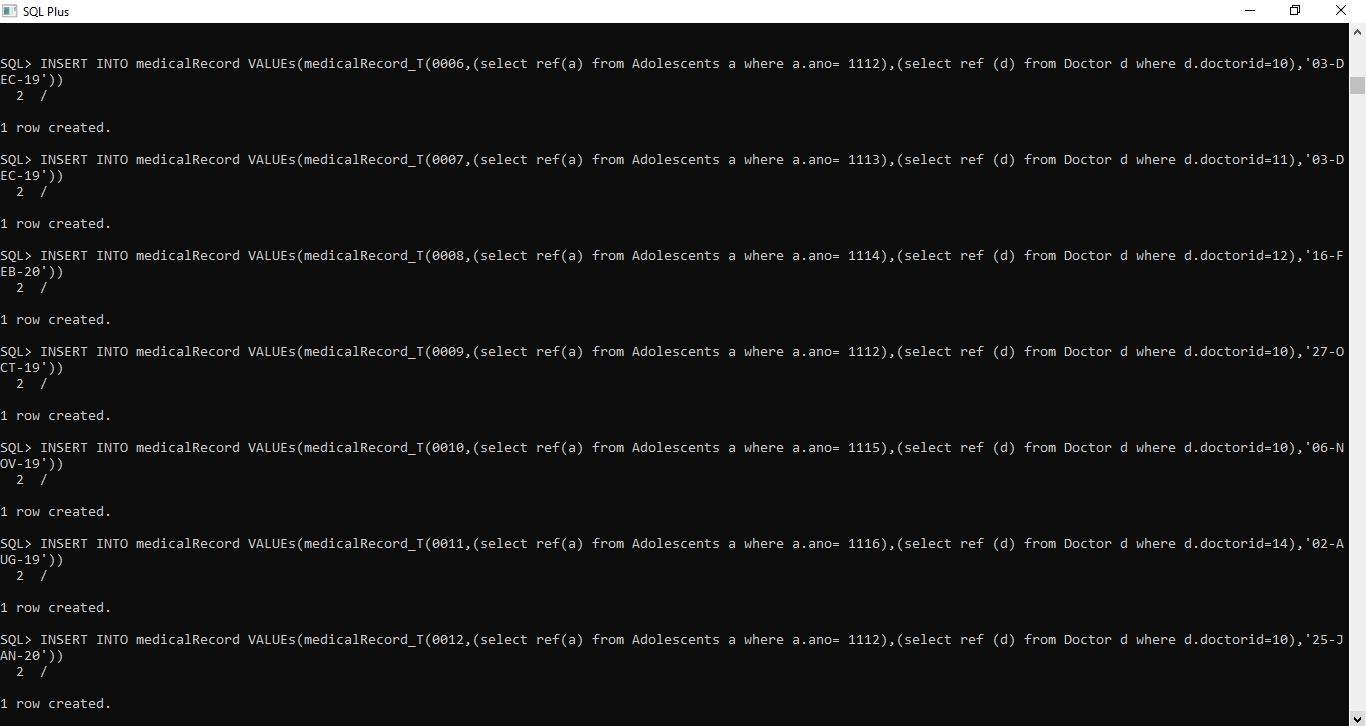 SQL Plus
SQL> INSERT INTO medicalRecord VALUEs(medicalRecord_T(0006,(select ref(a) from Adolescents a where a.ano= 1112),(select ref (d) from Doctor d where d.doctorid=10),'03-D
EC-19'))
  2  /
1 row created.
SQL> INSERT INTO medicalRecord VALUEs(medicalRecord_T(0007,(select ref(a) from Adolescents a where a.ano= 1113),(select ref (d) from Doctor d where d.doctorid=11),'03-D
EC-19'))
  2  /
1 row created.
SQL> INSERT INTO medicalRecord VALUEs(medicalRecord_T(0008,(select ref(a) from Adolescents a where a.ano= 1114),(select ref (d) from Doctor d where d.doctorid=12),'16-F
EB-20'))
  2  /
1 row created.
SQL> INSERT INTO medicalRecord VALUEs(medicalRecord_T(0009,(select ref(a) from Adolescents a where a.ano= 1112),(select ref (d) from Doctor d where d.doctorid=10),'27-O
CT-19'))
  2  /
1 row created.
SQL> INSERT INTO medicalRecord VALUEs(medicalRecord_T(0010,(select ref(a) from Adolescents a where a.ano= 1115),(select ref (d) from Doctor d where d.doctorid=10),'06-N
OV-19'))
  2  /
1 row created.
SQL> INSERT INTO medicalRecord VALUEs(medicalRecord_T(0011,(select ref(a) from Adolescents a where a.ano= 1116),(select ref (d) from Doctor d where d.doctorid=14),'02-A
UG-19'))
  2  /
1 row created.
SQL> INSERT INTO medicalRecord VALUEs(medicalRecord_T(0012,(select ref(a) from Adolescents a where a.ano= 1112),(select ref (d) from Doctor d where d.doctorid=10),'25-J
AN-20'))
  2  /
1 row created.